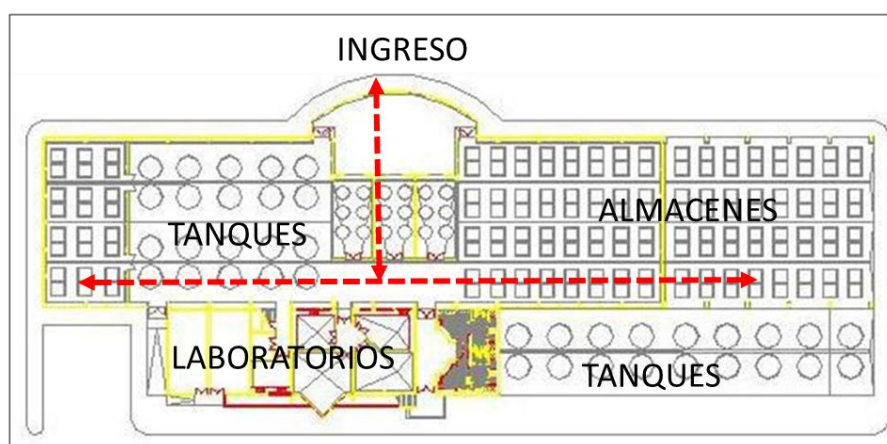 INGRESO
TANQUES
ALMACENES
LABORATORIOS
TANQUES